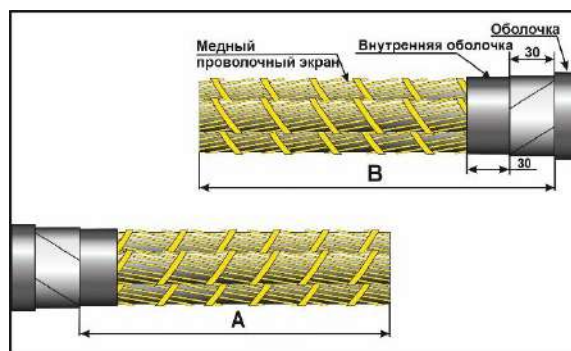 Оболочка
Медный
проволочный экран
Внутренняя оболочка
30
30
B
A